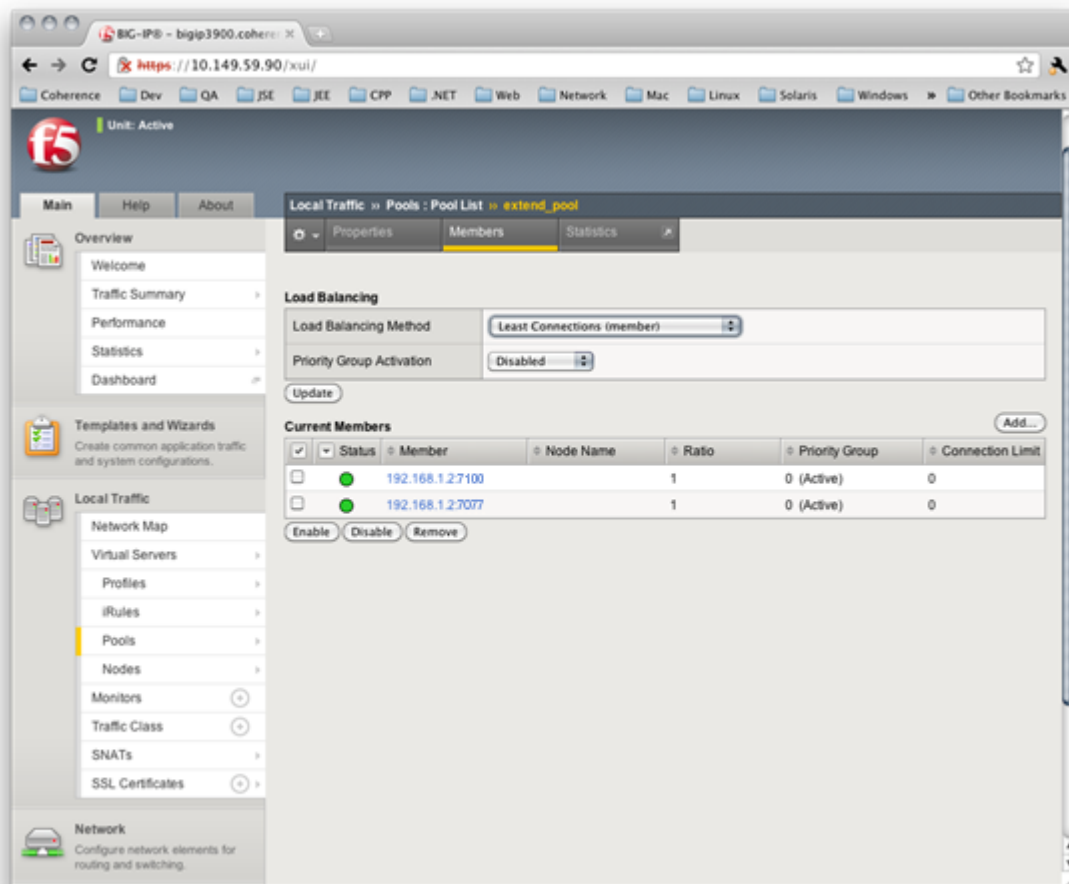 BIG-IP® - bigip3900.coherer
https://10.149.59.90/xui/
Coherence Dev QA JSE JEE CPP .NET Web Network Mac Linux Solaris Windows » Other Bookmarks
f5
Unit: Active
Main Help About
Local Traffic » Pools : Pool List » extend_pool
Properties Members Statistics
Overview
Welcome
Traffic Summary
Performance
Statistics
Dashboard
Templates and Wizards
Create common application traffic
and system configurations.
Local Traffic
Network Map
Virtual Servers
Profiles
iRules
Pools
Nodes
Monitors
Traffic Class
SNATs
SSL Certificates
Network
Configure network elements for
routing and switching.
Load Balancing
Load Balancing Method Least Connections (member)
Priority Group Activation Disabled
Update
Current Members Add...
Status Member Node Name Ratio Priority Group Connection Limit
192.168.1.2:7100 1 0 (Active) 0
192.168.1.2:7077 1 0 (Active) 0
Enable Disable Remove